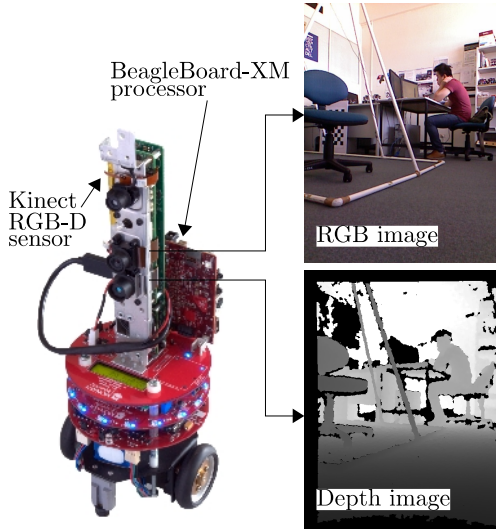 BeagleBoard-XM
processor
Kinect
RGB-D
sensor
RGB image
Depth image